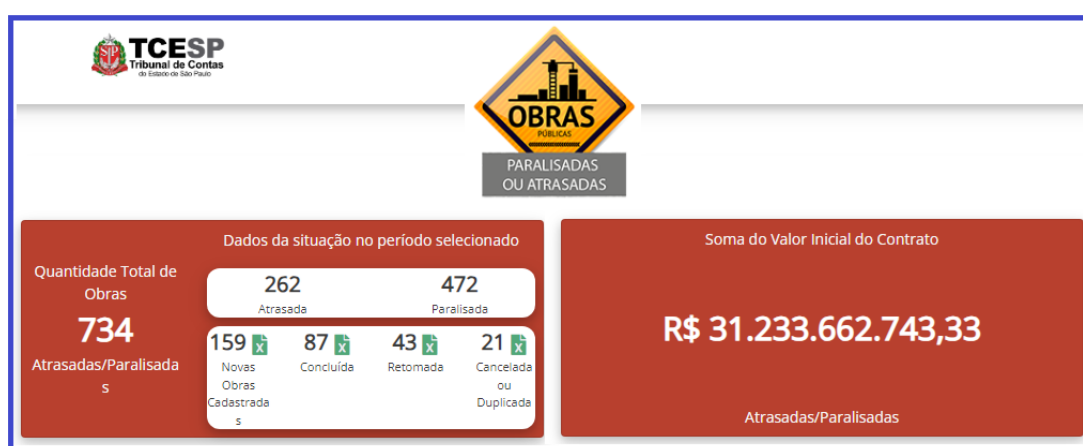 TCESP
Tribunal de Contas
do Estado de São Paulo
OBRAS
PÚBLICAS
PARALISADAS
OU ATRASADAS
Quantidade Total de
Obras
734
Atrasadas/Paralisada
s
Dados da situação no período selecionado
262
Atrasada
472
Paralisada
159
Novas
Obras
Cadastrada
s
87
Concluída
43
Retomada
21
Cancelada
ou
Duplicada
Soma do Valor Inicial do Contrato
R$ 31.233.662.743,33
Atrasadas/Paralisadas